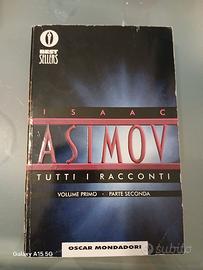 BEST
SELLERS
ISAAC
ASIMOV
TUTTI I RACCONTI
VOLUME PRIMO - PARTE SECONDA
OSCAR MONDADORI
Galaxy A15 5G
subito